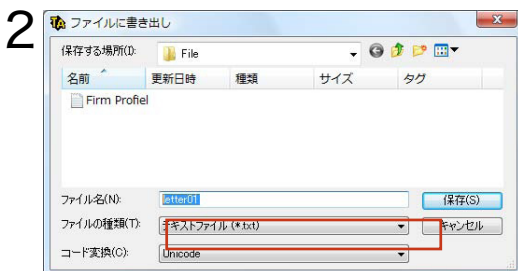 2
ファイルに書き出し
保存する場所(I): File
名前 更新日時 種類 サイズ タグ
Firm Profiel
ファイル名(N): letter01 保存(S)
ファイルの種類(T): テキストファイル (*.txt) キャンセル
コード変換(C): Unicode